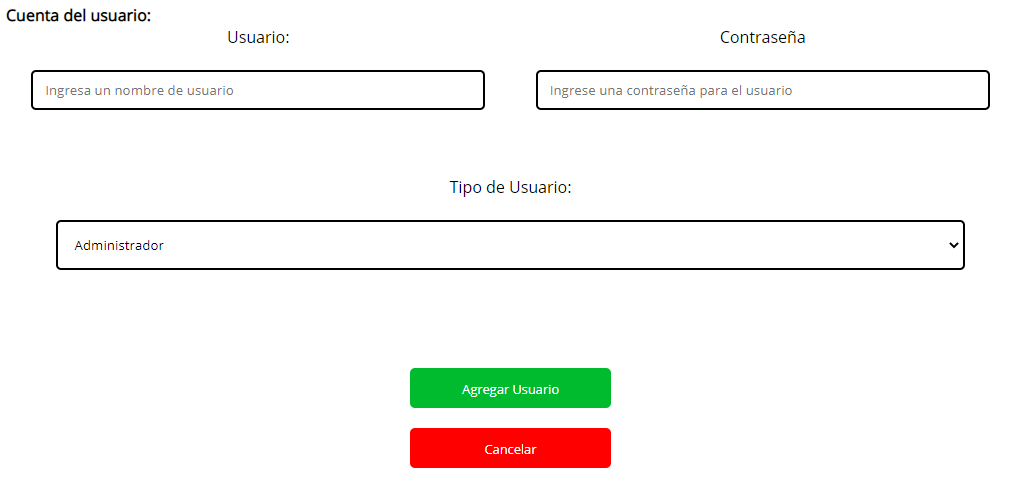 Cuenta del usuario:
Usuario:
Contraseña
Ingresa un nombre de usuario
Ingrese una contraseña para el usuario
Tipo de Usuario:
Administrador
Agregar Usuario
Cancelar